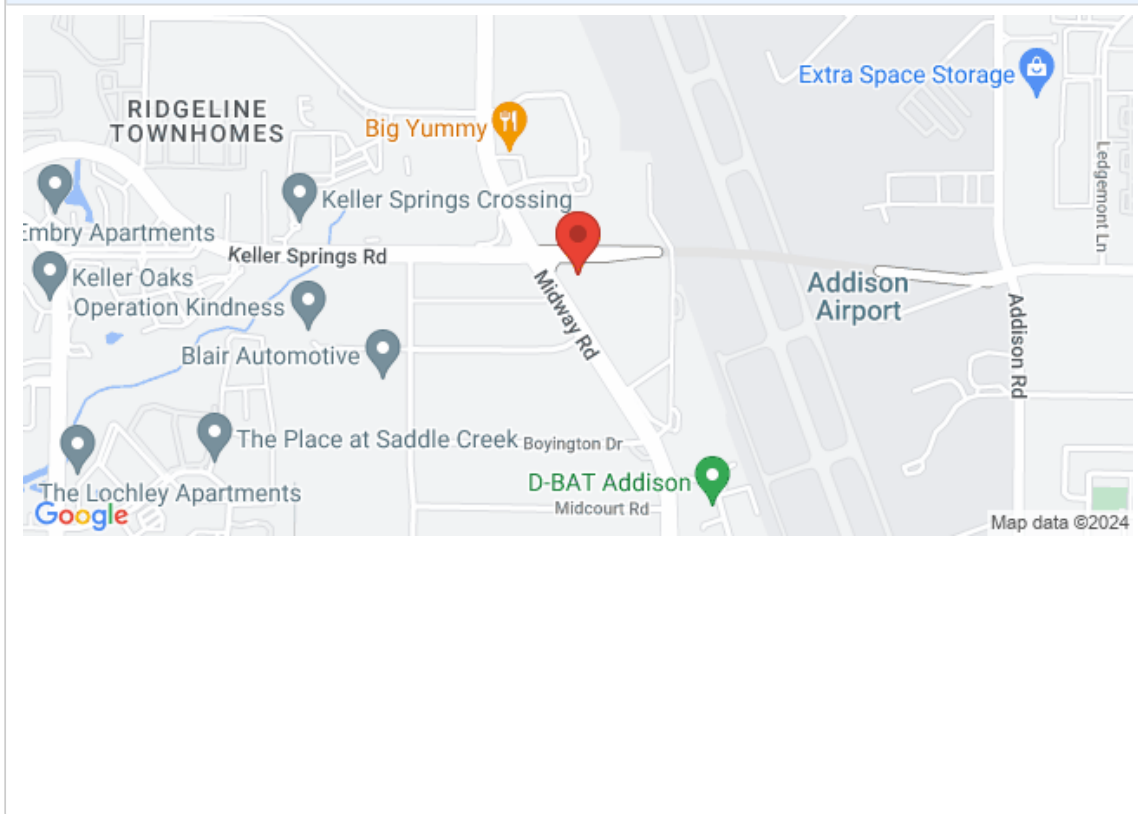 Extra Space Storage
RIDGELINE
TOWNHOMES
Big Yummy
Ledgemont Ln
Keller Springs Crossing
Embry Apartments
Keller Springs Rd
Keller Oaks
Operation Kindness
Midway Rd
Addison
Airport
Addison Rd
Blair Automotive
The Place at Saddle Creek
Boyington Dr
D-BAT Addison
The Lochley Apartments
Midcourt Rd
Google
Map data ©2024